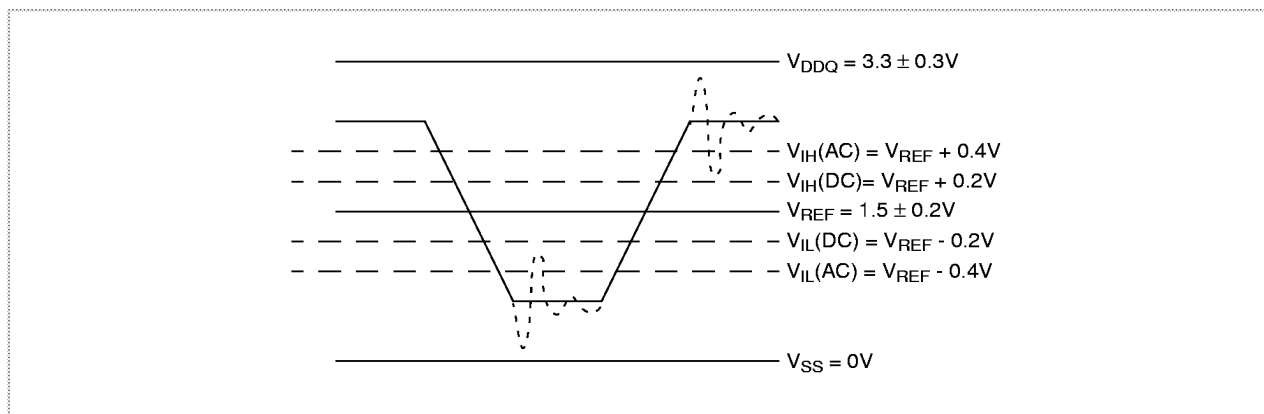 V_DDQ = 3.3 ± 0.3V
V_IH(AC) = V_REF + 0.4V
V_IH(DC)= V_REF + 0.2V
V_REF = 1.5 ± 0.2V
V_IL(DC) = V_REF - 0.2V
V_IL(AC) = V_REF - 0.4V
V_SS = 0V